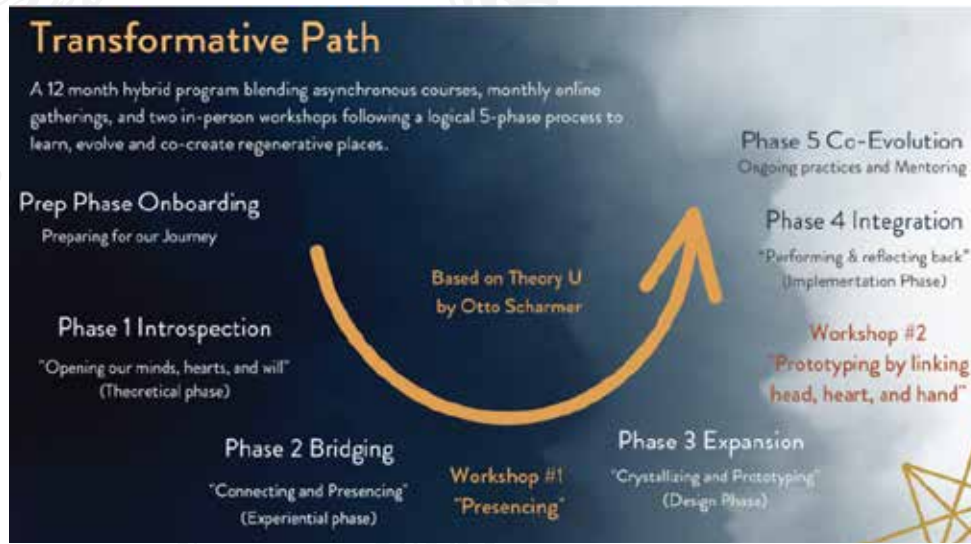 Transformative Path
A 12 month hybrid program blending asynchronous courses, monthly online
gatherings, and two in-person workshops following a logical 5-phase process to
learn, evolve and co-create regenerative places.
Prep Phase Onboarding
Preparing for our Journey
Phase 1 Introspection
"Opening our minds, hearts, and will"
(Theoretical phase)
Phase 2 Bridging
"Connecting and Presencing"
(Experiential phase)
Based on Theory U
by Otto Scharmer
Workshop #1
"Presencing"
Phase 3 Expansion
"Crystallizing and Prototyping"
(Design Phase)
Workshop #2
"Prototyping by linking
head, heart, and hand"
Phase 4 Integration
"Performing & reflecting back"
(Implementation Phase)
Phase 5 Co-Evolution
Ongoing practices and Mentoring